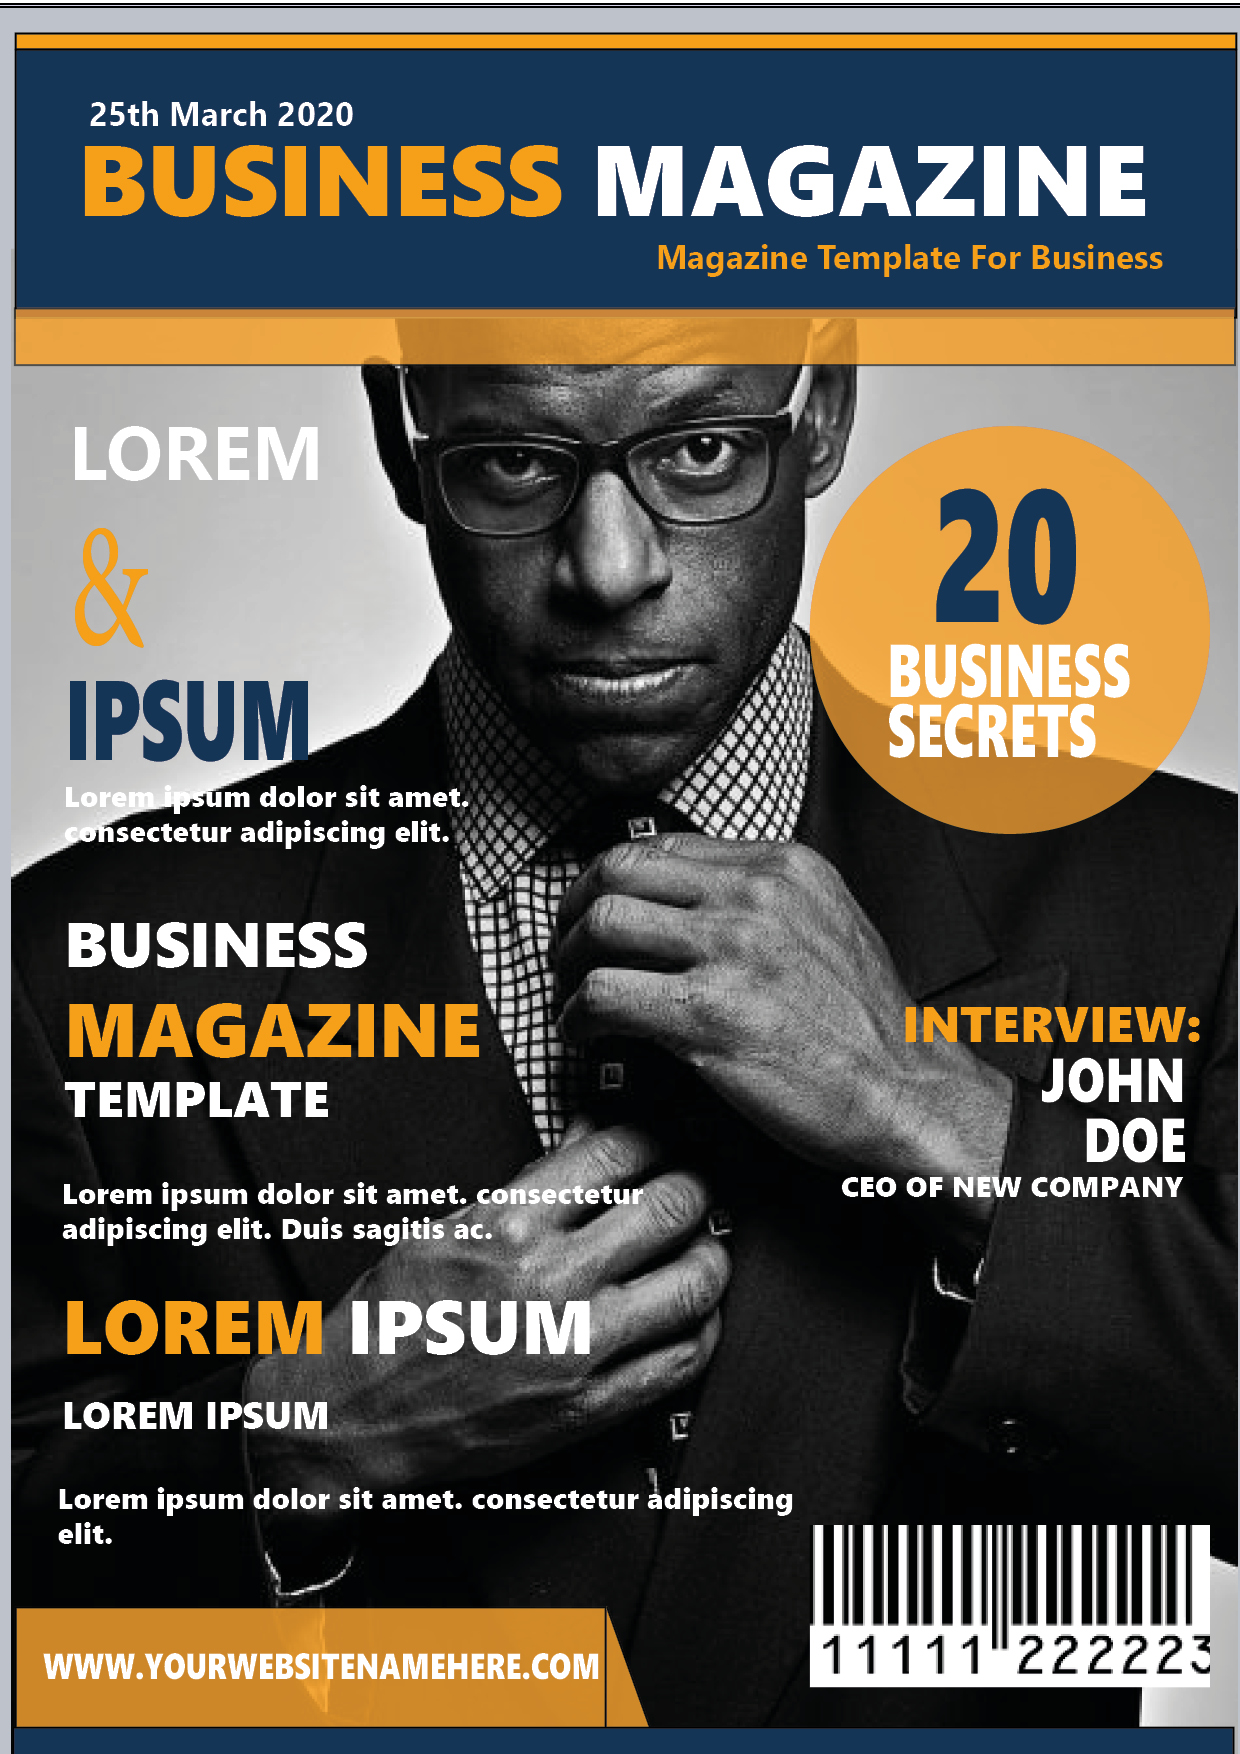 25th March 2020
BUSINESS MAGAZINE
Magazine Template For Business
LOREM
&
IPSUM
Lorem ipsum dolor sit amet.
consectetur adipiscing elit.
20
BUSINESS
SECRETS
BUSINESS
MAGAZINE
TEMPLATE
INTERVIEW:
JOHN
DOE
CEO OF NEW COMPANY
Lorem ipsum dolor sit amet. consectetur
adipiscing elit. Duis sagitis ac.
LOREM IPSUM
LOREM IPSUM
Lorem ipsum dolor sit amet. consectetur adipiscing
elit.
WWW.YOURWEBSITENAMEHERE.COM
11111 222223